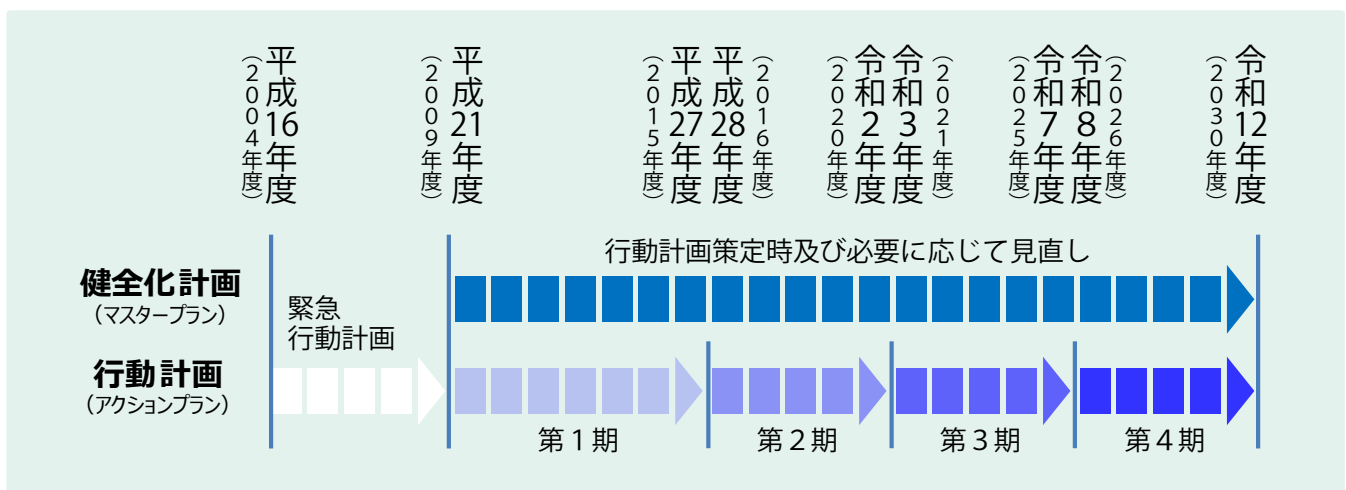 平成16年度
（2004年度）
平成21年度
（2009年度）
平成27年度
（2015年度）
平成28年度
（2016年度）
令和2年度
（2020年度）
令和3年度
（2021年度）
令和7年度
（2025年度）
令和8年度
（2026年度）
令和12年度
（2030年度）
行動計画策定時及び必要に応じて見直し
健全化計画
（マスタープラン）
緊急
行動計画
行動計画
（アクションプラン）
第1期
第2期
第3期
第4期